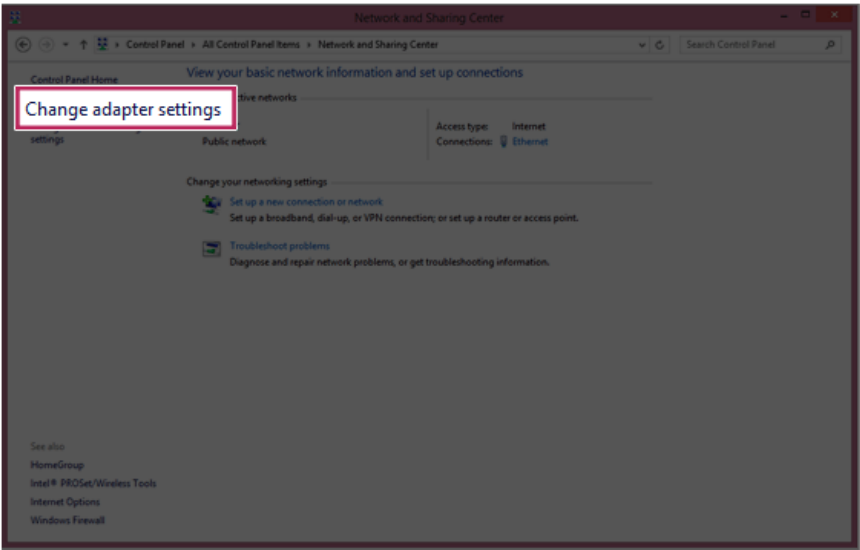 Network and Sharing Center
Control Panel › All Control Panel Items › Network and Sharing Center
Search Control Panel
Control Panel Home
View your basic network information and set up connections
Change adapter settings
tive networks
settings
Access type: Internet
Public network
Connections: Ethernet
Change your networking settings
Set up a new connection or network
Set up a broadband, dial-up, or VPN connection; or set up a router or access point.
Troubleshoot problems
Diagnose and repair network problems, or get troubleshooting information.
See also
HomeGroup
Intel® PROSet/Wireless Tools
Internet Options
Windows Firewall